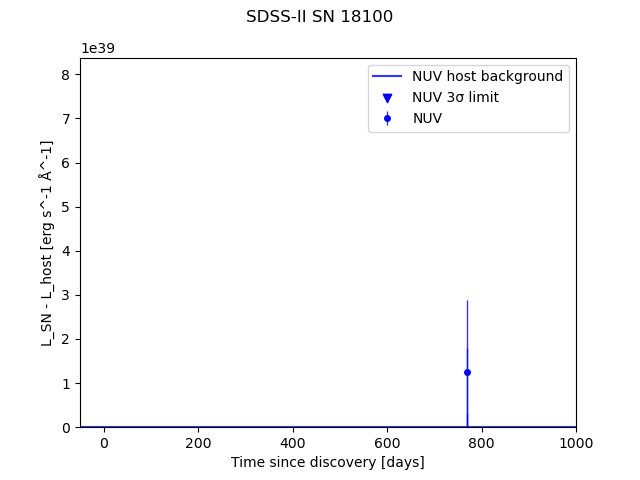 SDSS-II SN 18100
1e39
NUV host background
NUV 3σ limit
NUV
8
7
6
5
4
3
2
1
0
L_SN - L_host [erg s^-1 Å^-1]
0 200 400 600 800 1000
Time since discovery [days]